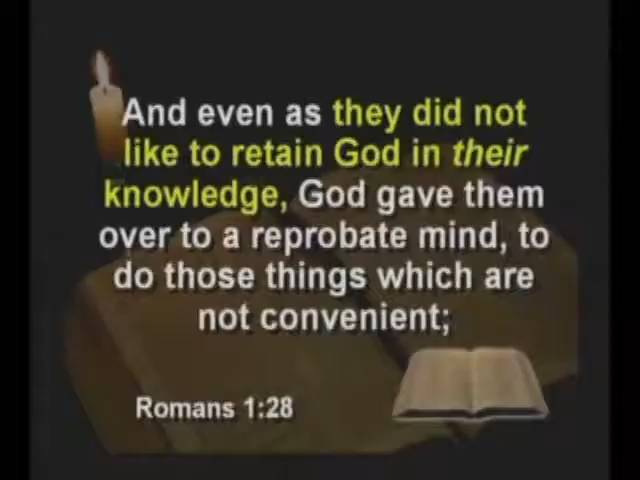 And even as they did not
like to retain God in their
knowledge, God gave them
over to a reprobate mind, to
do those things which are
not convenient;
Romans 1:28